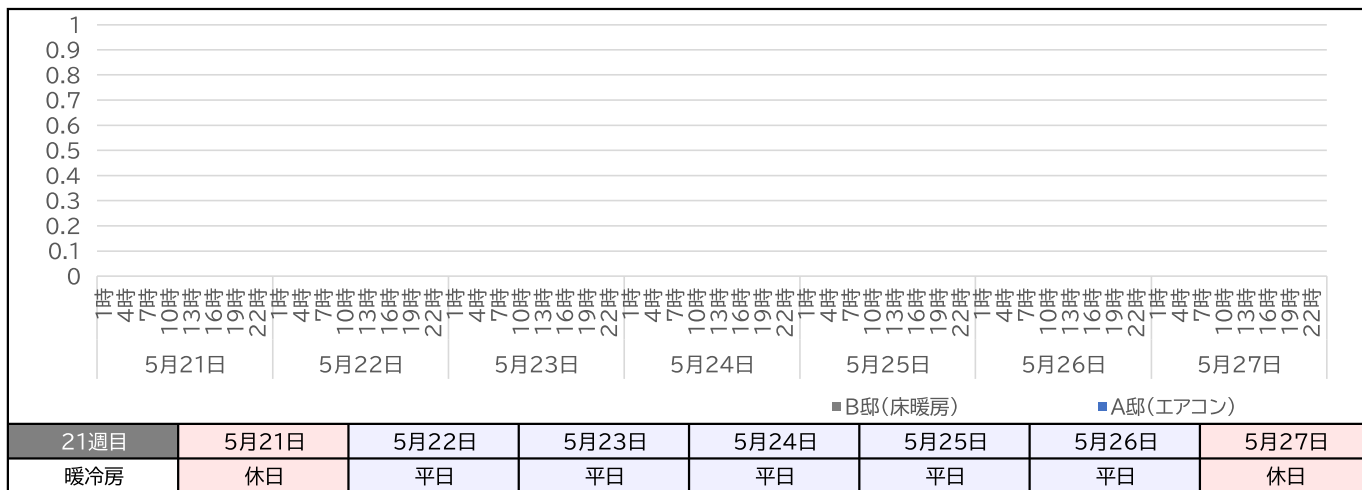 1
0.9
0.8
0.7
0.6
0.5
0.4
0.3
0.2
0.1
0
1時 4時 7時 10時 13時 16時 19時 22時 1時 4時 7時 10時 13時 16時 19時 22時 1時 4時 7時 10時 13時 16時 19時 22時 1時 4時 7時 10時 13時 16時 19時 22時 1時 4時 7時 10時 13時 16時 19時 22時 1時 4時 7時 10時 13時 16時 19時 22時 1時 4時 7時 10時 13時 16時 19時 22時
5月21日 5月22日 5月23日 5月24日 5月25日 5月26日 5月27日
B邸(床暖房) A邸(エアコン)
21週目 5月21日 5月22日 5月23日 5月24日 5月25日 5月26日 5月27日
暖冷房 休日 平日 平日 平日 平日 平日 休日